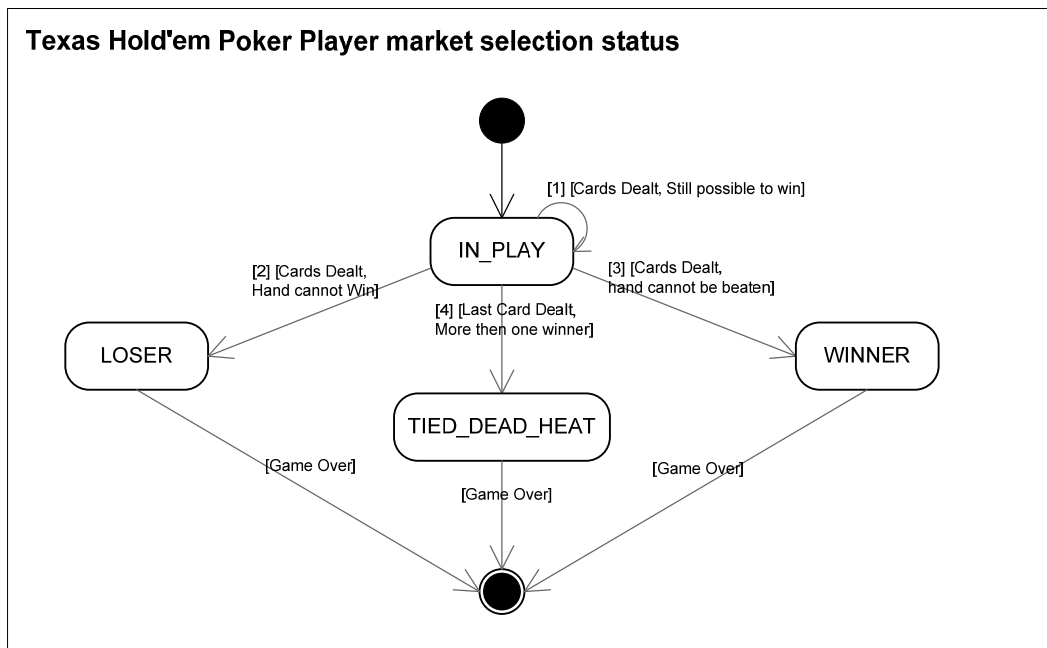 Texas Hold'em Poker Player market selection status
[1] [Cards Dealt, Still possible to win]
IN_PLAY
[2] [Cards Dealt,
Hand cannot Win]
[3] [Cards Dealt,
hand cannot be beaten]
[4] [Last Card Dealt,
More then one winner]
LOSER
WINNER
TIED_DEAD_HEAT
[Game Over]
[Game Over]
[Game Over]